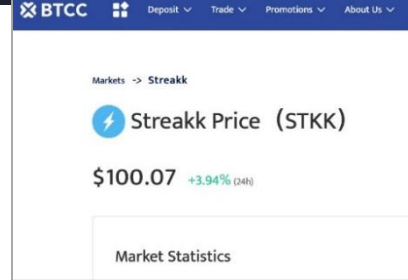 BTCC Deposit Trade Promotions About Us
Markets -> Streakk
Streakk Price (STKK)
$100.07 +3.94% (24h)
Market Statistics